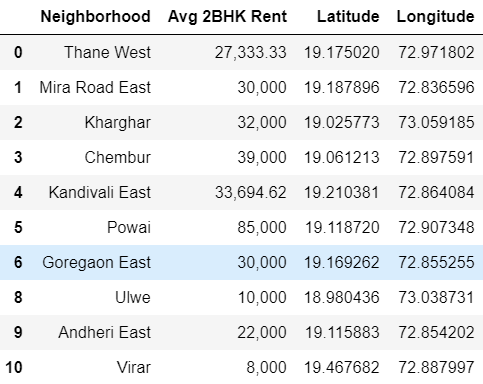 Neighborhood Avg 2BHK Rent Latitude Longitude
0 Thane West 27,333.33 19.175020 72.971802
1 Mira Road East 30,000 19.187896 72.836596
2 Kharghar 32,000 19.025773 73.059185
3 Chembur 39,000 19.061213 72.897591
4 Kandivali East 33,694.62 19.210381 72.864084
5 Powai 85,000 19.118720 72.907348
6 Goregaon East 30,000 19.169262 72.855255
8 Ulwe 10,000 18.980436 73.038731
9 Andheri East 22,000 19.115883 72.854202
10 Virar 8,000 19.467682 72.887997